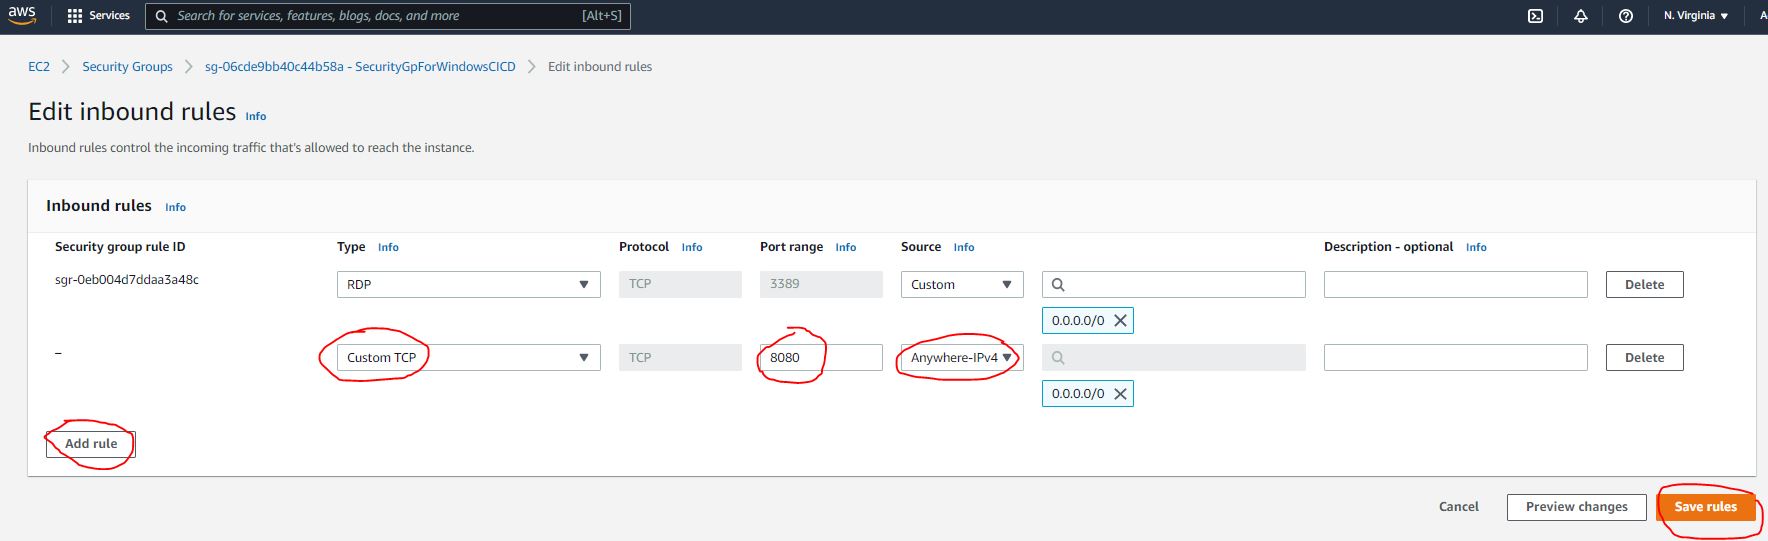 aws Services Search for services, features, blogs, docs, and more [Alt+S] N. Virginia A
EC2 Security Groups sg-06cde9bb40c44b58a - SecurityGpForWindowsCICD Edit inbound rules
Edit inbound rules Info
Inbound rules control the incoming traffic that's allowed to reach the instance.
Inbound rules Info
Security group rule ID Type Info Protocol Info Port range Info Source Info Description - optional Info
sgr-0eb004d7ddaa3a48c RDP TCP 3389 Custom Delete
0.0.0.0/0
– Custom TCP TCP 8080 Anywhere-IPv4 Delete
0.0.0.0/0
Add rule
Cancel Preview changes Save rules